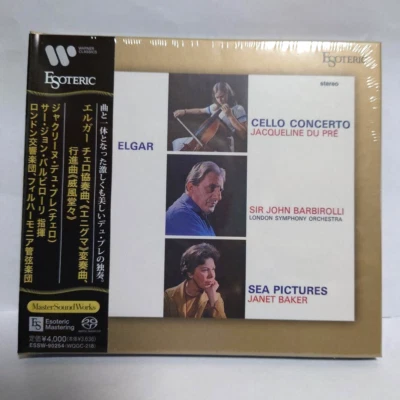 WARNER CLASSICS
ESOTERIC
曲と一体となった激しくも美しいデュ・プレの独奏。
エルガー チェロ協奏曲、《エニグマ》変奏曲、
行進曲《威風堂々》
ジャクリーヌ・デュ・プレ(チェロ)
サー・ジョン・バルビローリ 指揮
ロンドン交響楽団、フィルハーモニア管弦楽団
MasterSoundWorks
ES Esoteric Mastering
定価¥4,000
ESOTERIC
stereo
ELGAR
CELLO CONCERTO
JACQUELINE DU PRÉ
SIR JOHN BARBIROLLI
LONDON SYMPHONY ORCHESTRA
SEA PICTURES
JANET BAKER